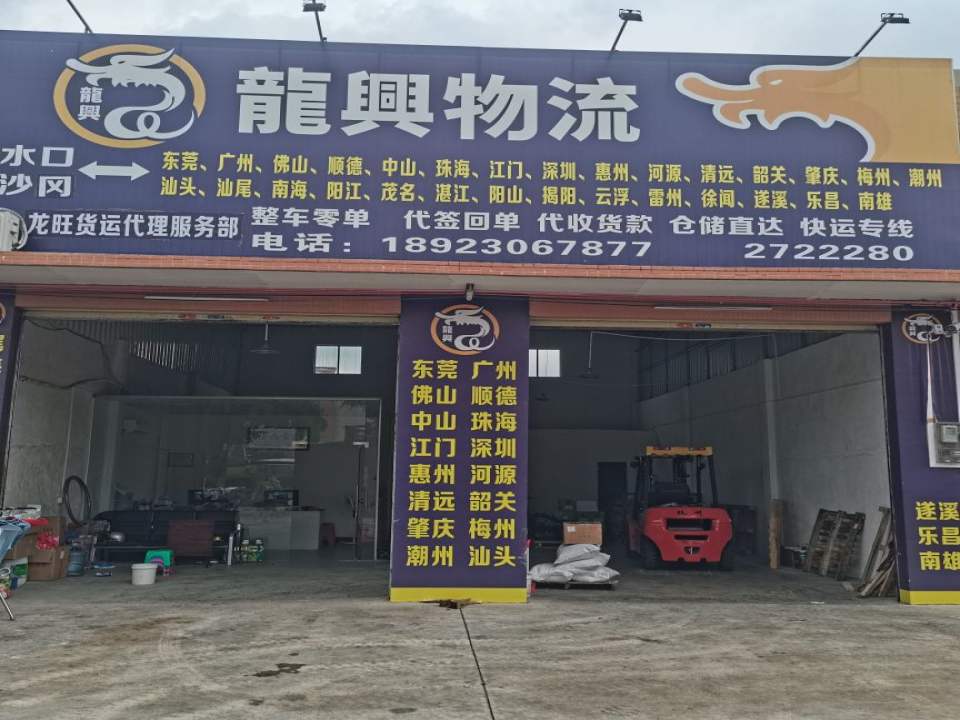 龍興
龍興物流
水口
沙冈
东莞、广州、佛山、顺德、中山、珠海、江门、深圳、惠州、河源、清远、韶关、肇庆、梅州、潮州
汕头、汕尾、南海、阳江、茂名、湛江、阳山、揭阳、云浮、雷州、徐闻、遂溪、乐昌、南雄
龙旺货运代理服务部
整车零单 代签回单 代收货款 仓储直达 快运专线
电话：18923067877 2722280
龍興
东莞 广州
佛山 顺德
中山 珠海
江门 深圳
惠州 河源
清远 韶关
肇庆 梅州
潮州 汕头
龍興
遂溪
乐昌
南雄